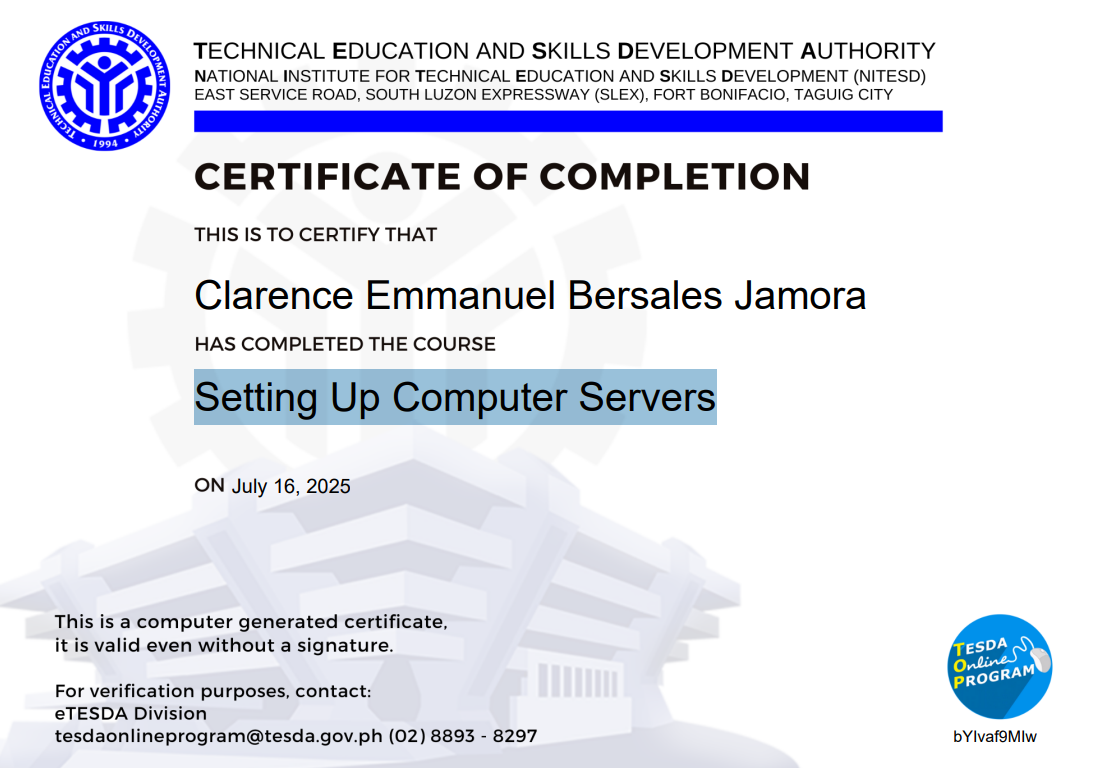 TECHNICAL EDUCATION AND SKILLS DEVELOPMENT AUTHORITY
• 1994 •
TECHNICAL EDUCATION AND SKILLS DEVELOPMENT AUTHORITY
NATIONAL INSTITUTE FOR TECHNICAL EDUCATION AND SKILLS DEVELOPMENT (NITESD)
EAST SERVICE ROAD, SOUTH LUZON EXPRESSWAY (SLEX), FORT BONIFACIO, TAGUIG CITY
CERTIFICATE OF COMPLETION
THIS IS TO CERTIFY THAT
Clarence Emmanuel Bersales Jamora
HAS COMPLETED THE COURSE
Setting Up Computer Servers
ON July 16, 2025
This is a computer generated certificate,
it is valid even without a signature.
For verification purposes, contact:
eTESDA Division
tesdaonlineprogram@tesda.gov.ph (02) 8893 - 8297
TESDA
Online
PROGRAM
bYIvaf9MIw